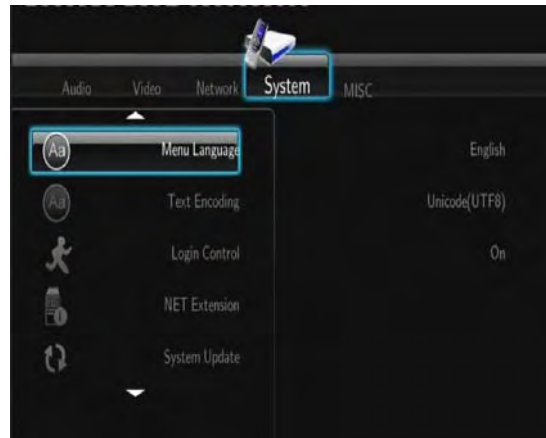 Audio Video Network System MISC
Menu Language English
Text Encoding Unicode(UTF8)
Login Control On
NET Extension
System Update